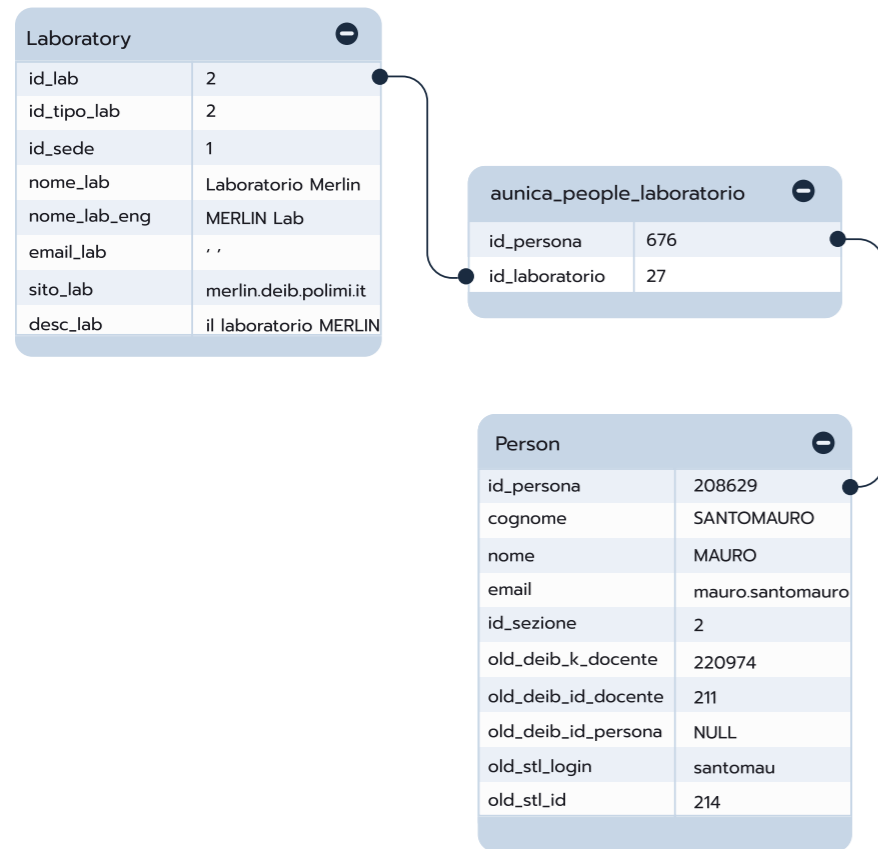 Laboratory
id_lab 2
id_tipo_lab 2
id_sede 1
nome_lab Laboratorio Merlin
nome_lab_eng MERLIN Lab
email_lab ‘ ‘
sito_lab merlin.deib.polimi.it
desc_lab il laboratorio MERLIN
aunica_people_laboratorio
id_persona 676
id_laboratorio 27
Person
id_persona 208629
cognome SANTOMAURO
nome MAURO
email mauro.santomauro
id_sezione 2
old_deib_k_docente 220974
old_deib_id_docente 211
old_deib_id_persona NULL
old_stl_login santomau
old_stl_id 214